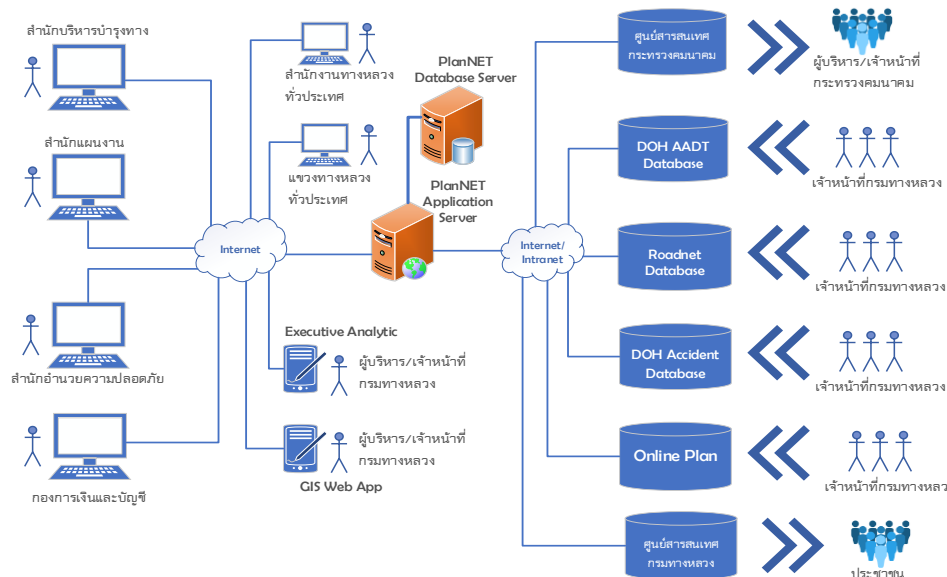 สำนักบริหารบำรุงทาง
สำนักแผนงาน
สำนักอำนวยความปลอดภัย
กองการเงินและบัญชี
สำนักงานทางหลวง
ทั่วประเทศ
แขวงทางหลวง
ทั่วประเทศ
Internet
Executive Analytic
ผู้บริหาร/เจ้าหน้าที่
กรมทางหลวง
ผู้บริหาร/เจ้าหน้าที่
กรมทางหลวง
GIS Web App
PlanNET
Database Server
PlanNET
Application
Server
Internet/
Intranet
ศูนย์สารสนเทศ
กระทรวงคมนาคม
ผู้บริหาร/เจ้าหน้าที่
กระทรวงคมนาคม
DOH AADT
Database
เจ้าหน้าที่กรมทางหลวง
Roadnet
Database
เจ้าหน้าที่กรมทางหลวง
DOH Accident
Database
เจ้าหน้าที่กรมทางหลวง
Online Plan
เจ้าหน้าที่กรมทางหลว
ศูนย์สารสนเทศ
กรมทางหลวง
ประชาชน